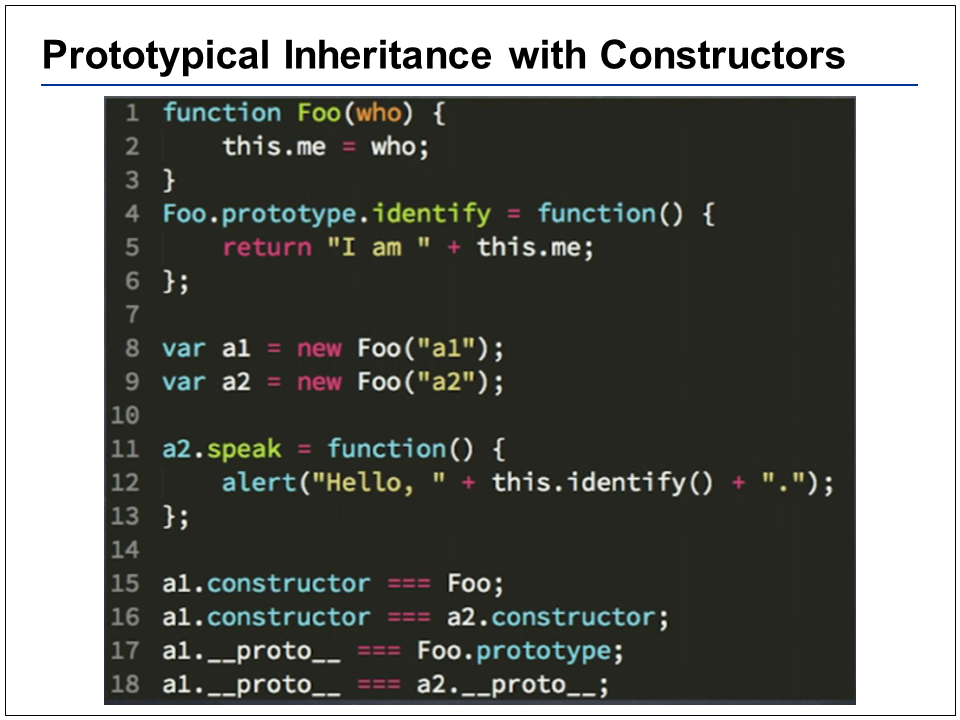 Prototypical Inheritance with Constructors
1 function Foo(who) {
2     this.me = who;
3 }
4 Foo.prototype.identify = function() {
5     return "I am " + this.me;
6 };
7
8 var a1 = new Foo("a1");
9 var a2 = new Foo("a2");
10
11 a2.speak = function() {
12     alert("Hello, " + this.identify() + ".");
13 };
14
15 a1.constructor === Foo;
16 a1.constructor === a2.constructor;
17 a1.__proto__ === Foo.prototype;
18 a1.__proto__ === a2.__proto__;